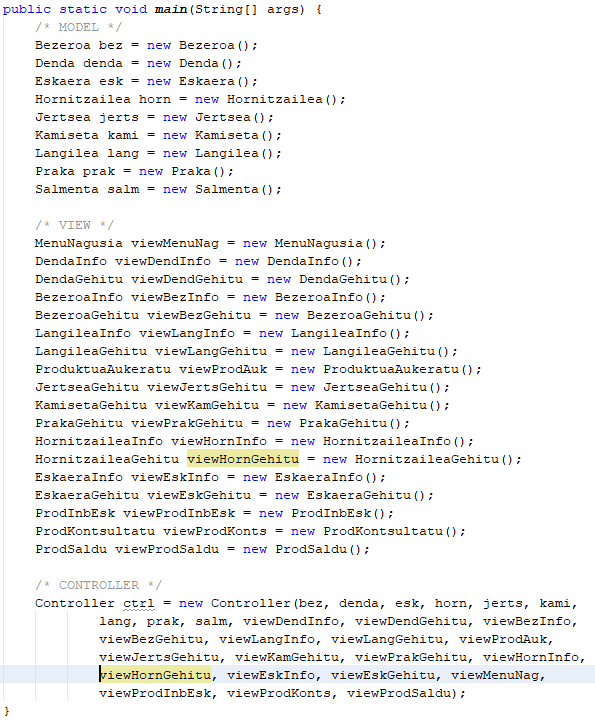 public static void main(String[] args) {
/* MODEL */
Bezeroa bez = new Bezeroa();
Denda denda = new Denda();
Eskaera esk = new Eskaera();
Hornitzailea horn = new Hornitzailea();
Jertsea jerts = new Jertsea();
Kamiseta kami = new Kamiseta();
Langilea lang = new Langilea();
Praka prak = new Praka();
Salmenta salm = new Salmenta();
/* VIEW */
MenuNagusia viewMenuNag = new MenuNagusia();
DendaInfo viewDendInfo = new DendaInfo();
DendaGehitu viewDendGehitu = new DendaGehitu();
BezeroaInfo viewBezInfo = new BezeroaInfo();
BezeroaGehitu viewBezGehitu = new BezeroaGehitu();
LangileaInfo viewLangInfo = new LangileaInfo();
LangileaGehitu viewLangGehitu = new LangileaGehitu();
ProduktuaAukeratu viewProdAuk = new ProduktuaAukeratu();
JertseaGehitu viewJertsGehitu = new JertseaGehitu();
KamisetaGehitu viewKamGehitu = new KamisetaGehitu();
PrakaGehitu viewPrakGehitu = new PrakaGehitu();
HornitzaileaInfo viewHornInfo = new HornitzaileaInfo();
HornitzaileaGehitu viewHornGehitu = new HornitzaileaGehitu();
EskaeraInfo viewEskInfo = new EskaeraInfo();
EskaeraGehitu viewEskGehitu = new EskaeraGehitu();
ProdInbEsk viewProdInbEsk = new ProdInbEsk();
ProdKontsultatu viewProdKonts = new ProdKontsultatu();
ProdSaldu viewProdSaldu = new ProdSaldu();
/* CONTROLLER */
Controller ctrl = new Controller(bez, denda, esk, horn, jerts, kami,
lang, prak, salm, viewDendInfo, viewDendGehitu, viewBezInfo,
viewBezGehitu, viewLangInfo, viewLangGehitu, viewProdAuk,
viewJertsGehitu, viewKamGehitu, viewPrakGehitu, viewHornInfo,
viewHornGehitu, viewEskInfo, viewEskGehitu, viewMenuNag,
viewProdInbEsk, viewProdKonts, viewProdSaldu);
}